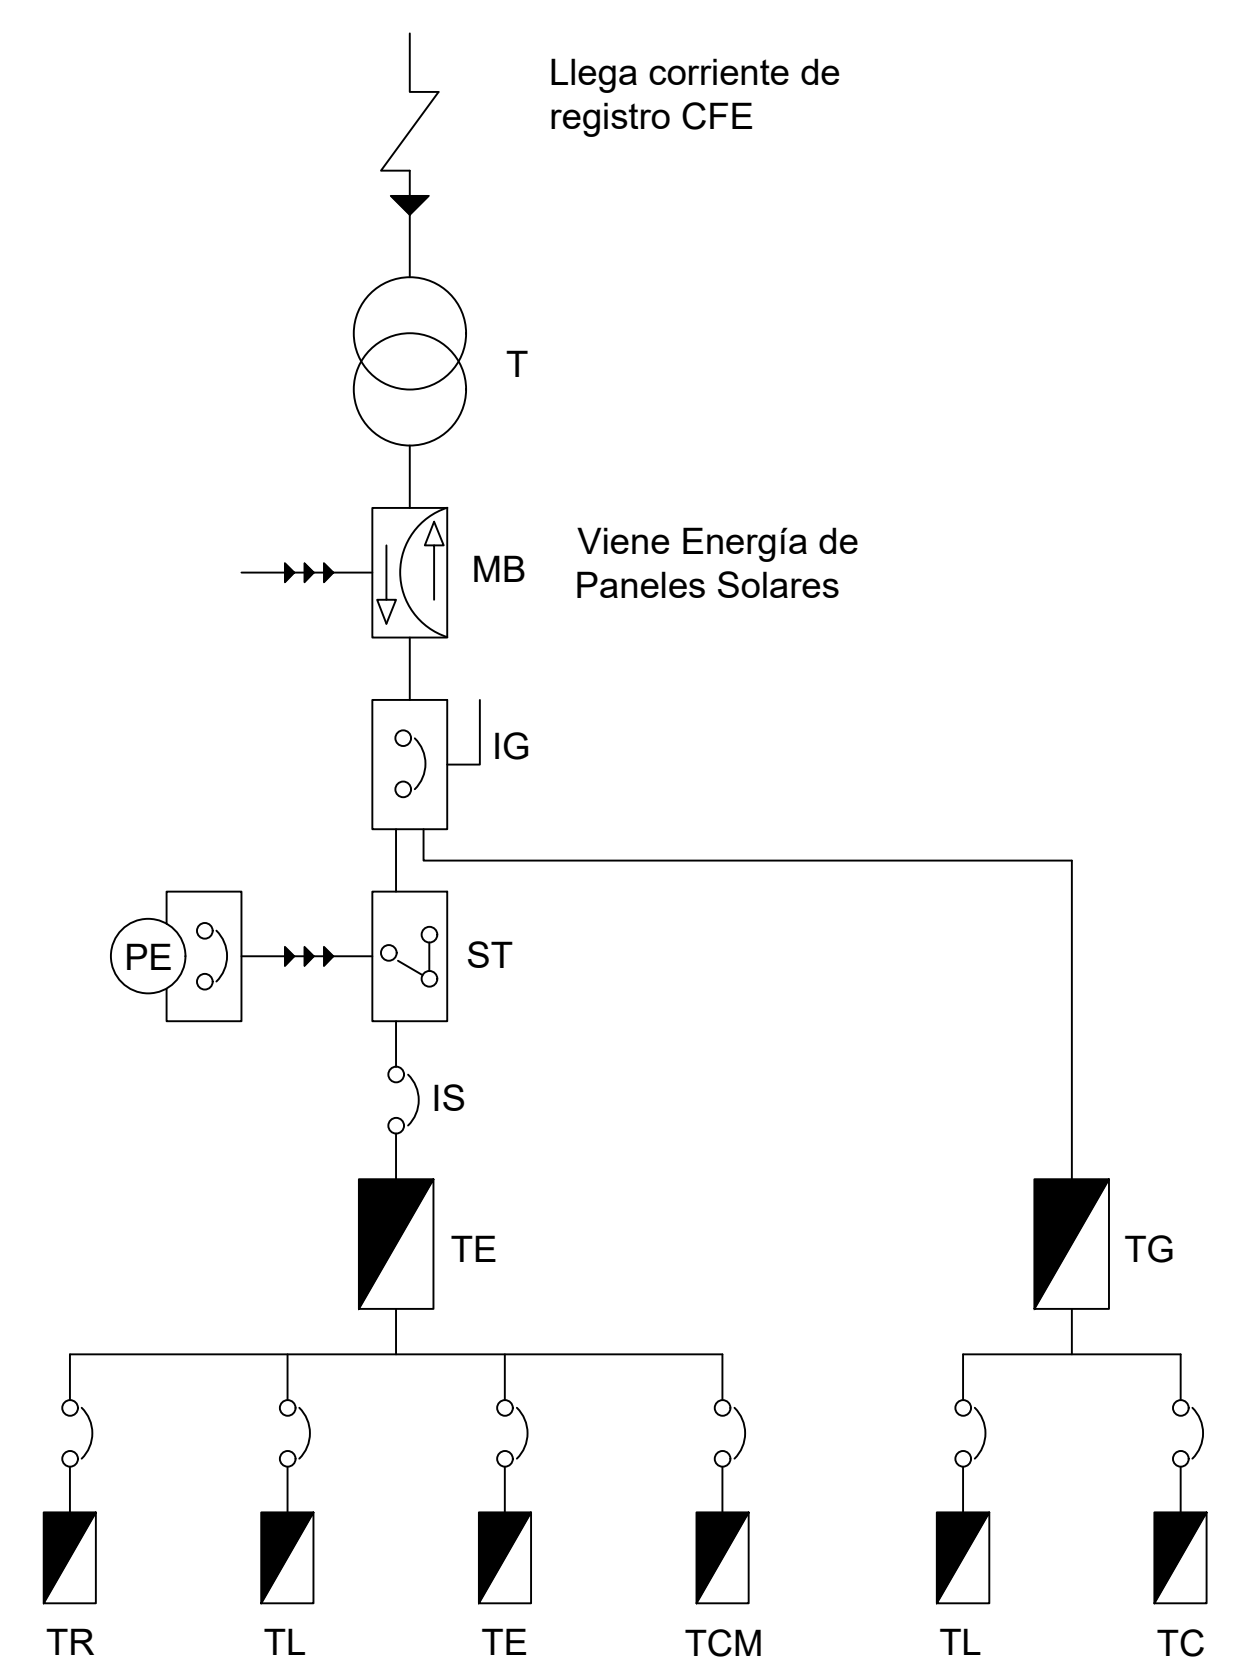 Llega corriente de
registro CFE
T
Viene Energía de
Paneles Solares
MB
IG
PE
ST
IS
TE
TG
TR
TL
TE
TCM
TL
TC